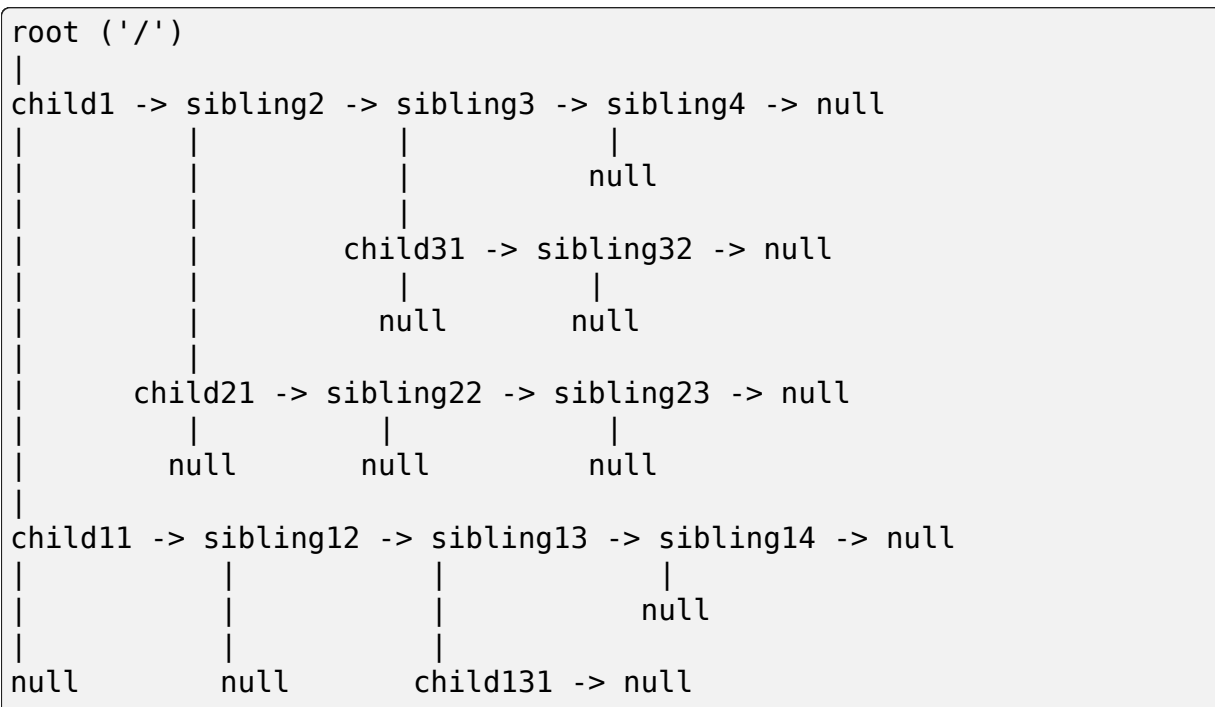 root ('/')
|
child1 -> sibling2 -> sibling3 -> sibling4 -> null
|         |           |           |
|         |           |          null
|         |           |
|         |        child31 -> sibling32 -> null
|         |           |          |
|         |          null       null
|         |
|      child21 -> sibling22 -> sibling23 -> null
|         |          |            |
|        null       null         null
|
child11 -> sibling12 -> sibling13 -> sibling14 -> null
|           |           |            |
|           |           |           null
|           |           |
null        null       child131 -> null